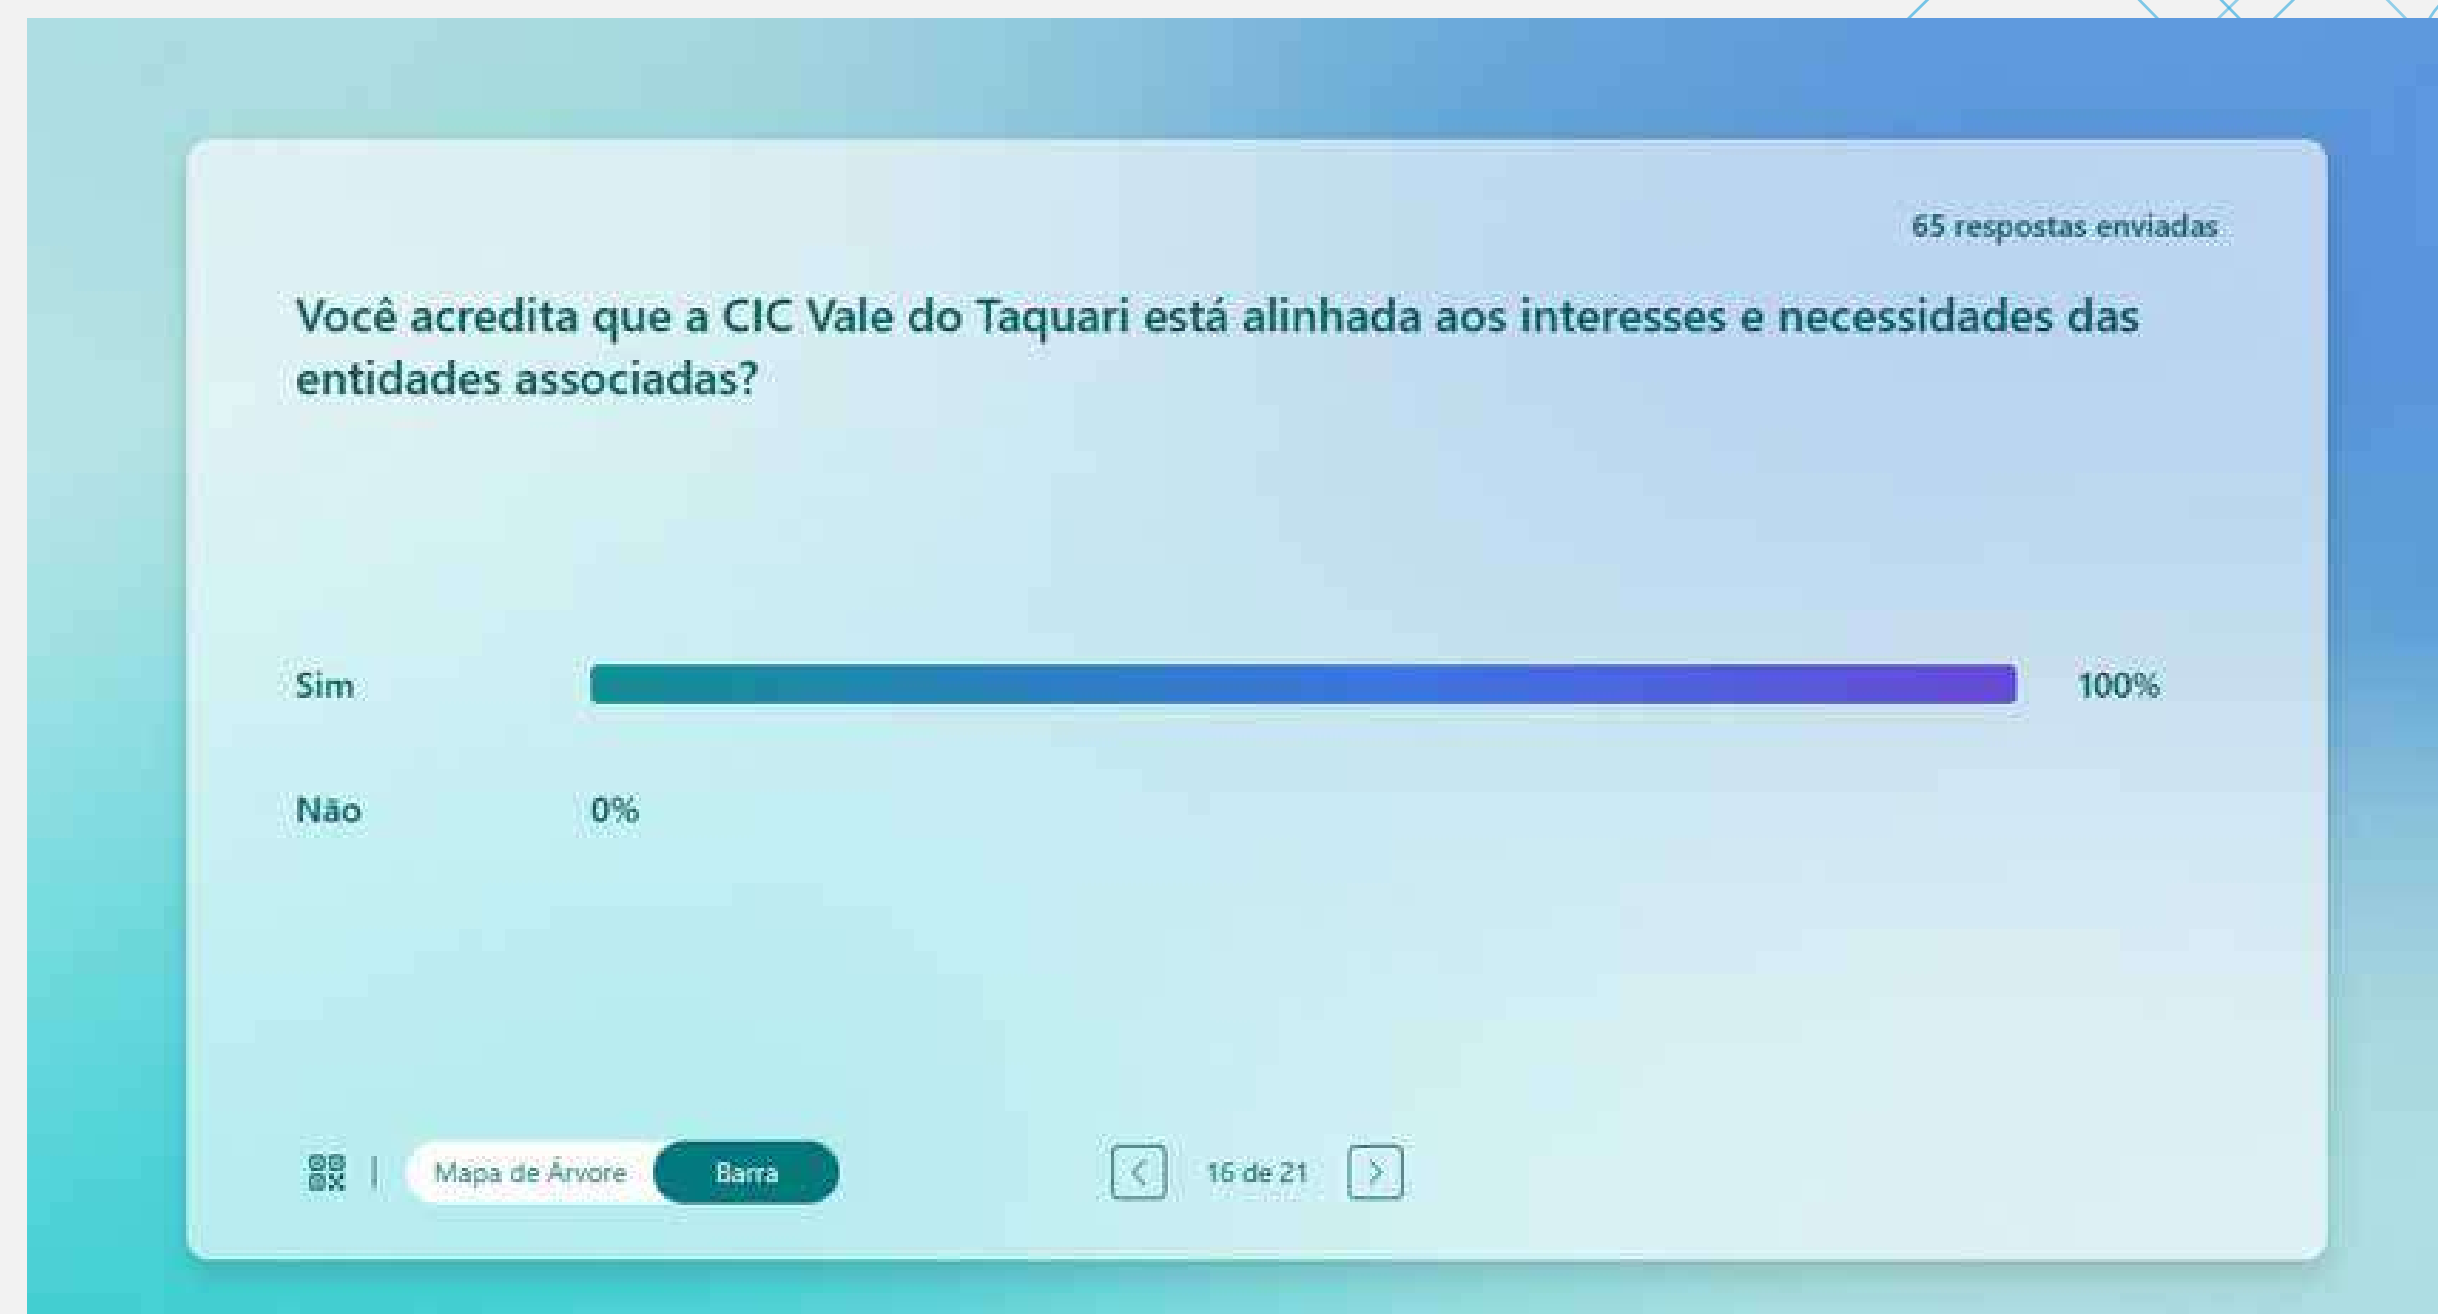 65 respostas enviadas
Você acredita que a CIC Vale do Taquari está alinhada aos interesses e necessidades das
entidades associadas?
Sim 100%
Não 0%
Mapa de Árvore Barra 16 de 21